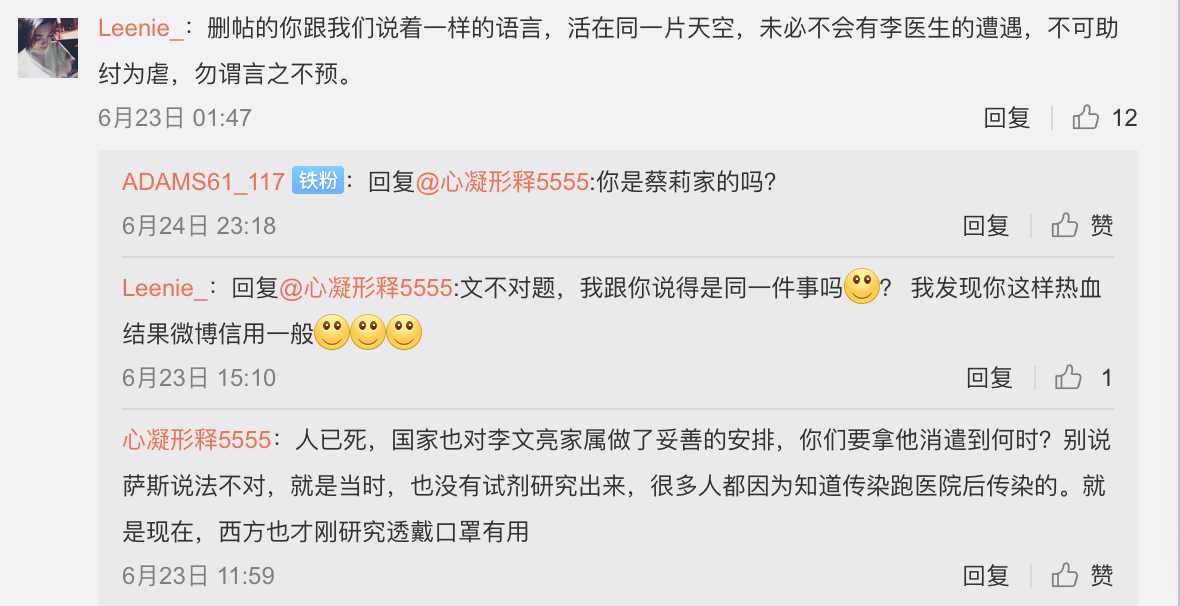 Leenie_：删帖的你跟我们说着一样的语言，活在同一片天空，未必不会有李医生的遭遇，不可助
纣为虐，勿谓言之不预。
6月23日 01:47 回复 12
ADAMS61_117 铁粉：回复@心凝形释5555:你是蔡莉家的吗?
6月24日 23:18 回复 赞
Leenie_：回复@心凝形释5555:文不对题，我跟你说得是同一件事吗? 我发现你这样热血
结果微博信用一般
6月23日 15:10 回复 1
心凝形释5555：人已死，国家也对李文亮家属做了妥善的安排，你们要拿他消遣到何时？别说
萨斯说法不对，就是当时，也没有试剂研究出来，很多人都因为知道传染跑医院后传染的。就
是现在，西方也才刚研究透戴口罩有用
6月23日 11:59 回复 赞